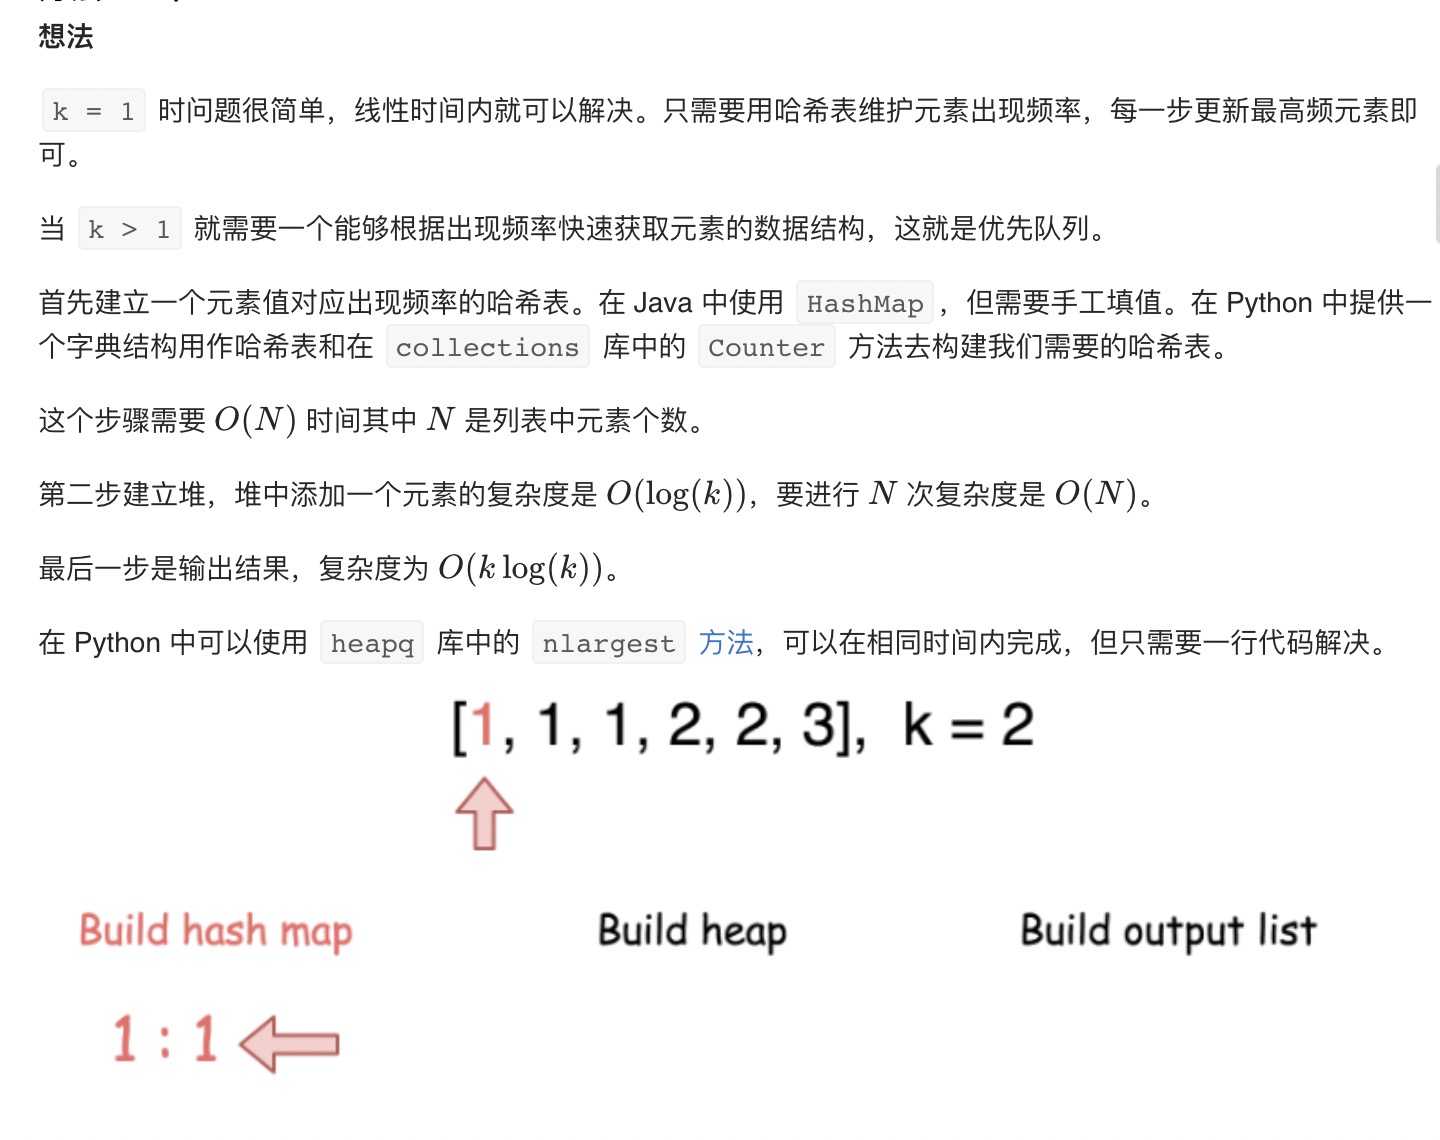 想法
k = 1 时问题很简单，线性时间内就可以解决。只需要用哈希表维护元素出现频率，每一步更新最高频元素即
可。
当 k > 1 就需要一个能够根据出现频率快速获取元素的数据结构，这就是优先队列。
首先建立一个元素值对应出现频率的哈希表。在 Java 中使用 HashMap ，但需要手工填值。在 Python 中提供一
个字典结构用作哈希表和在 collections 库中的 Counter 方法去构建我们需要的哈希表。
这个步骤需要 O(N) 时间其中 N 是列表中元素个数。
第二步建立堆，堆中添加一个元素的复杂度是 O(log(k))，要进行 N 次复杂度是 O(N)。
最后一步是输出结果，复杂度为 O(k log(k))。
在 Python 中可以使用 heapq 库中的 nlargest 方法，可以在相同时间内完成，但只需要一行代码解决。
[1, 1, 1, 2, 2, 3], k = 2
Build hash map Build heap Build output list
1 : 1